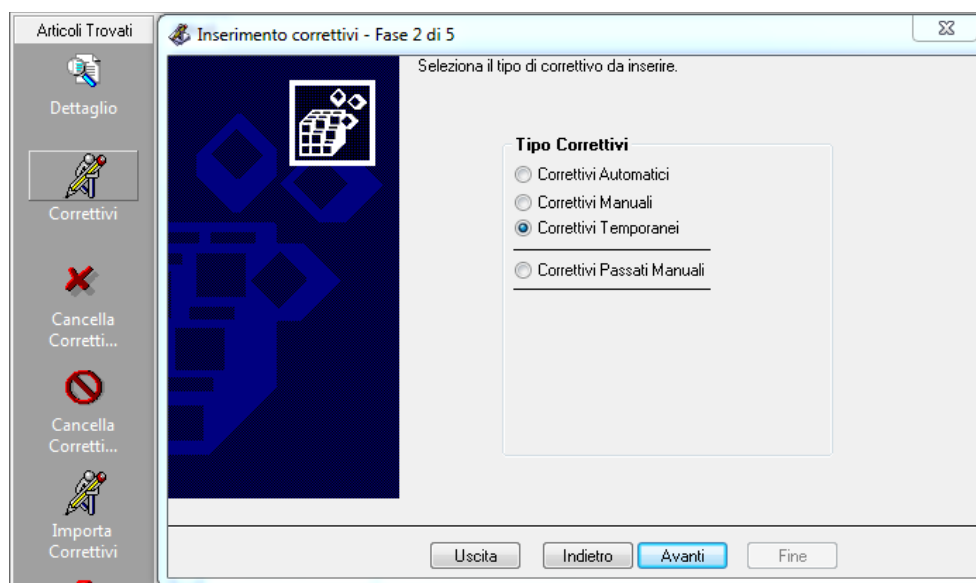 Articoli Trovati
Dettaglio
Correttivi
Cancella
Corretti...
Cancella
Corretti...
Importa
Correttivi
Inserimento correttivi - Fase 2 di 5
Seleziona il tipo di correttivo da inserire.
Tipo Correttivi
Correttivi Automatici
Correttivi Manuali
Correttivi Temporanei
Correttivi Passati Manuali
Uscita Indietro Avanti Fine